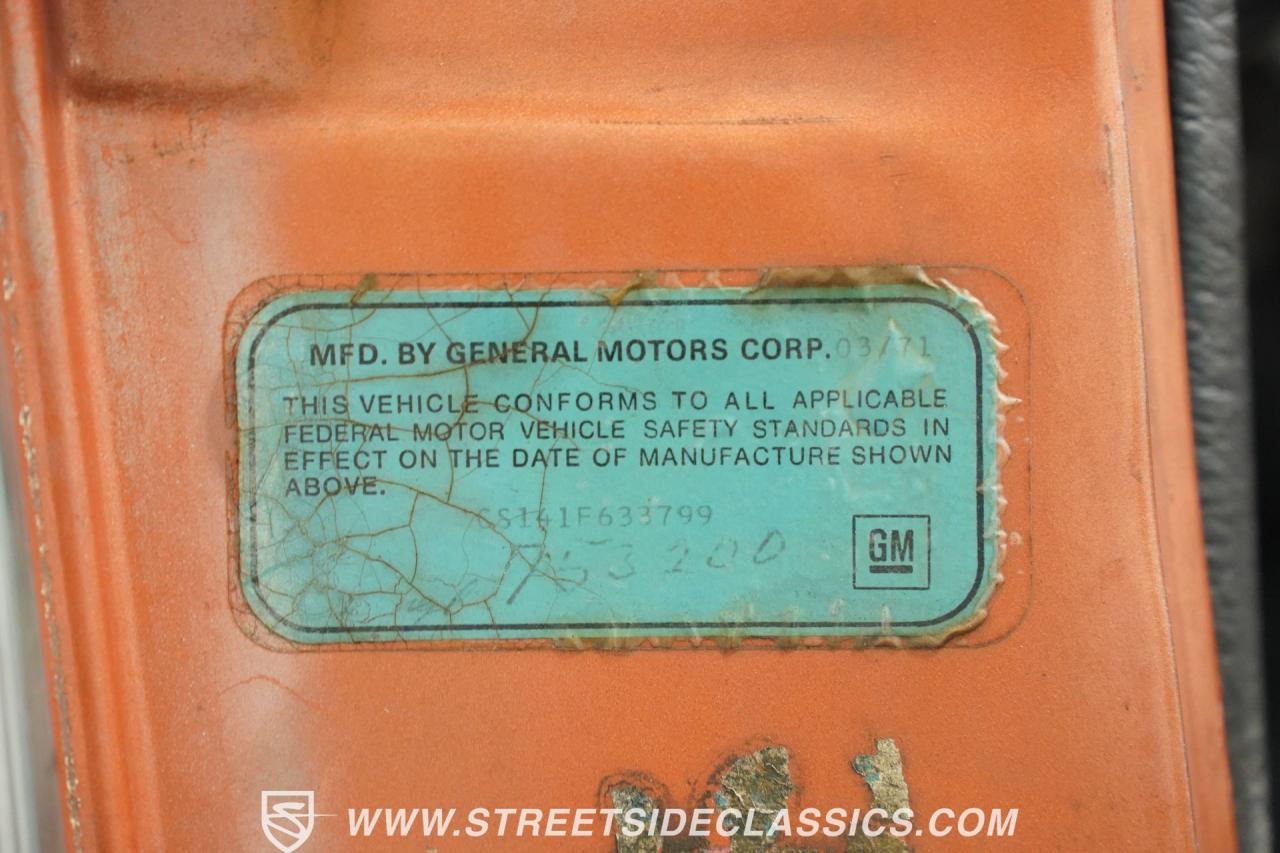 MFD. BY GENERAL MOTORS CORP. 03/71
THIS VEHICLE CONFORMS TO ALL APPLICABLE
FEDERAL MOTOR VEHICLE SAFETY STANDARDS IN
EFFECT ON THE DATE OF MANUFACTURE SHOWN
ABOVE.
CS141F633799
753200
GM
WWW.STREETSIDECLASSICS.COM